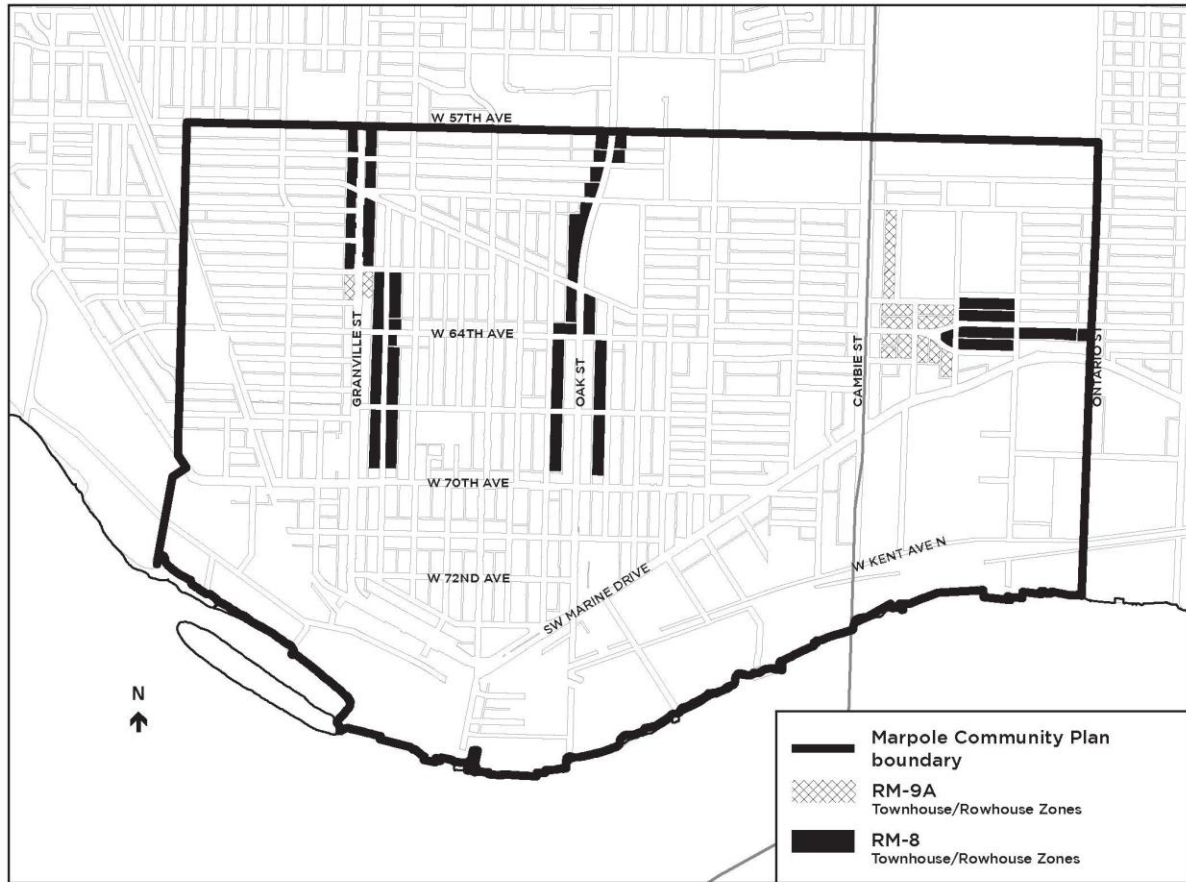 W 57TH AVE
W 64TH AVE
GRANVILLE ST
OAK ST
CAMBIE ST
ONTARIO ST
W 70TH AVE
W 72ND AVE
SW MARINE DRIVE
W KENT AVE N
N
Marpole Community Plan
boundary
RM-9A
Townhouse/Rowhouse Zones
RM-8
Townhouse/Rowhouse Zones